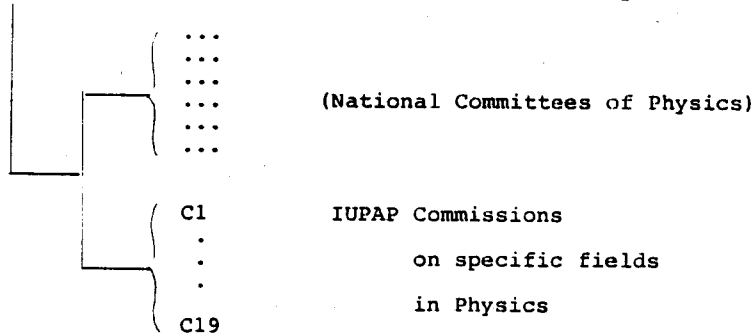 ...
...
...
... (National Committees of Physics)
...
...
C1 IUPAP Commissions
. on specific fields
.
. in Physics
C19